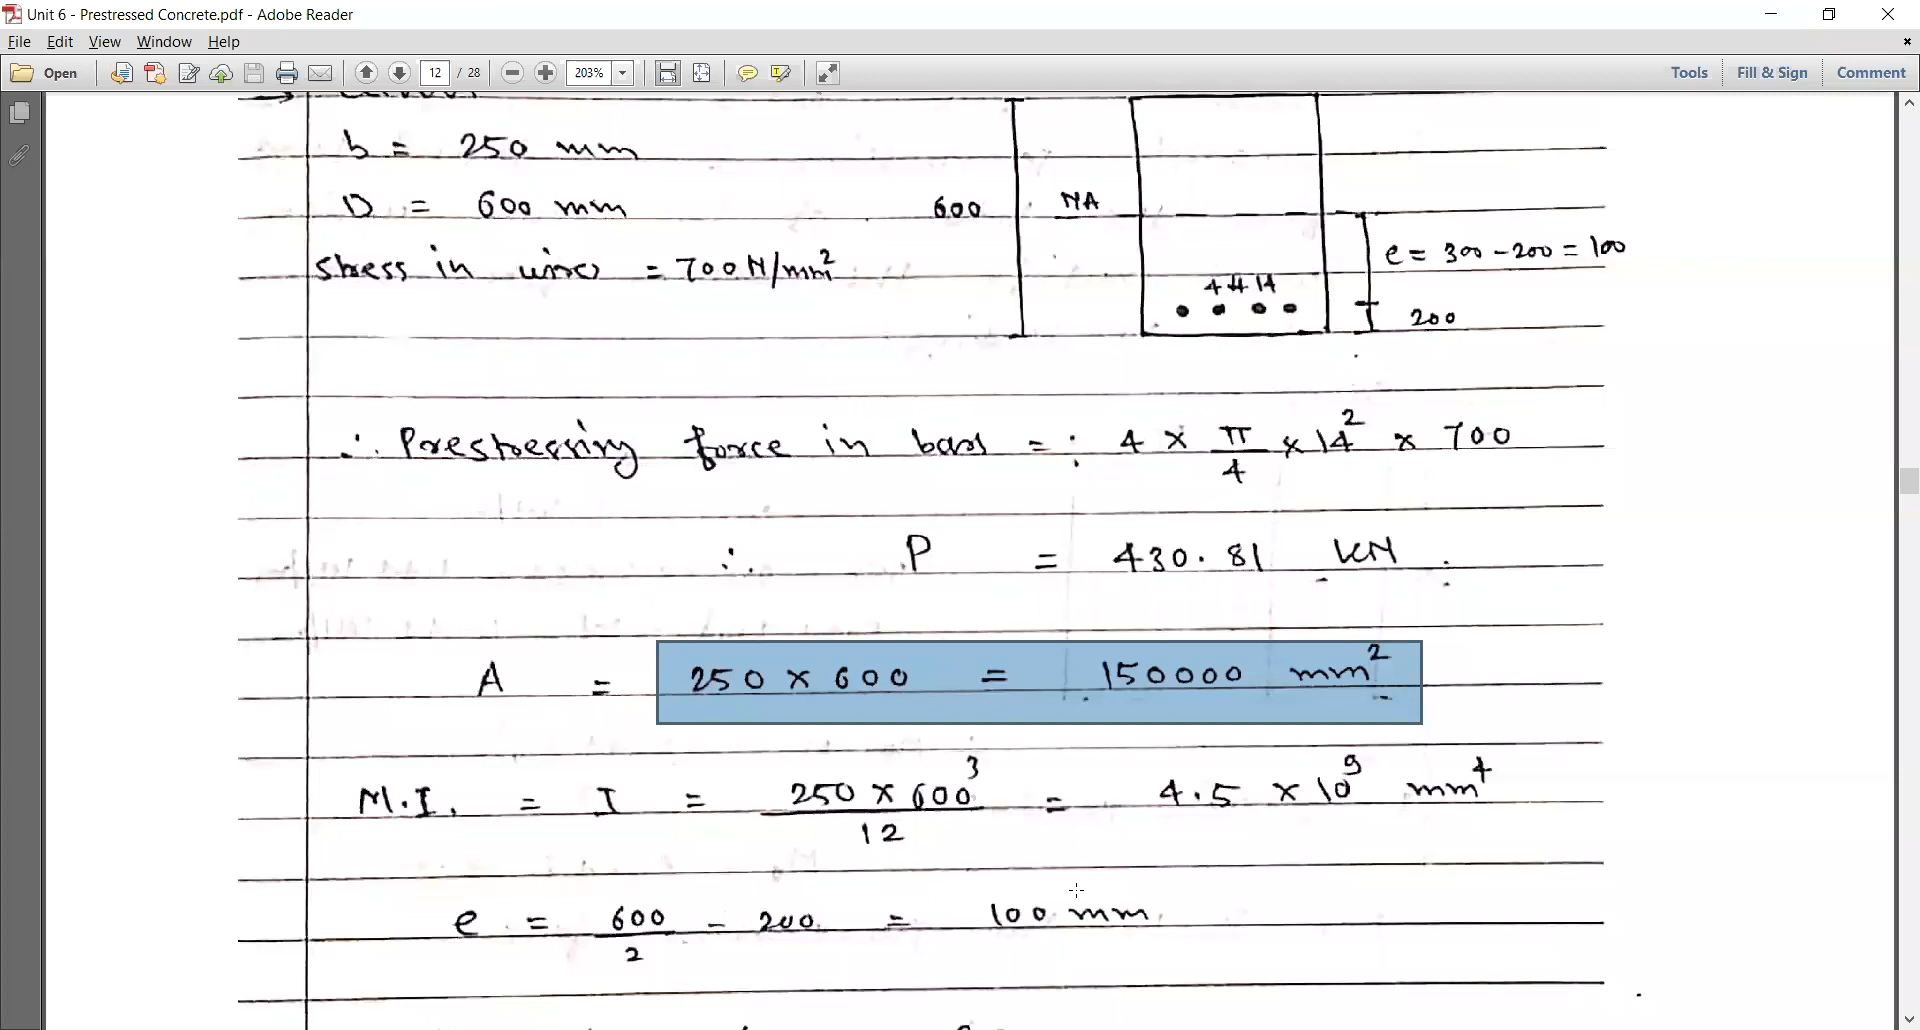 Unit 6 - Prestressed Concrete.pdf - Adobe Reader
File Edit View Window Help
Open 12 / 28 203% Tools Fill & Sign Comment
b = 250 mm
D = 600 mm
600 NA
e = 300 - 200 = 100
stress in wires = 700 N/mm²
4 # 14
200
∴ Prestressing force in bars = : 4 × π/4 × 14² × 700
∴ P = 430.81 kN
A = 250 × 600 = 150000 mm²
M.I. = I = 250 × 600³ / 12 = 4.5 × 10⁹ mm⁴
e = 600/2 - 200 = 100 mm